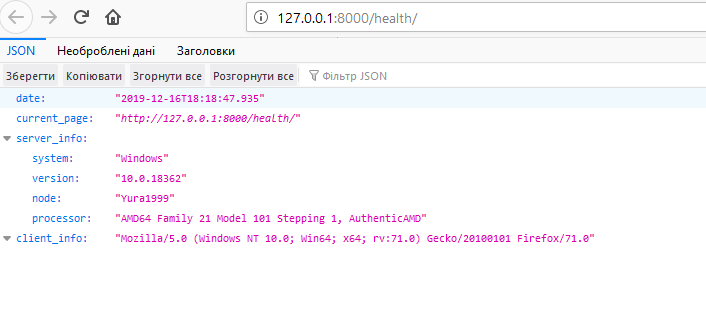 127.0.0.1:8000/health/
JSON Необроблені дані Заголовки
Зберегти Копіювати Згорнути все Розгорнути все Фільтр JSON
date: "2019-12-16T18:18:47.935"
current_page: "http://127.0.0.1:8000/health/"
server_info:
system: "Windows"
version: "10.0.18362"
node: "Yura1999"
processor: "AMD64 Family 21 Model 101 Stepping 1, AuthenticAMD"
client_info: "Mozilla/5.0 (Windows NT 10.0; Win64; x64; rv:71.0) Gecko/20100101 Firefox/71.0"